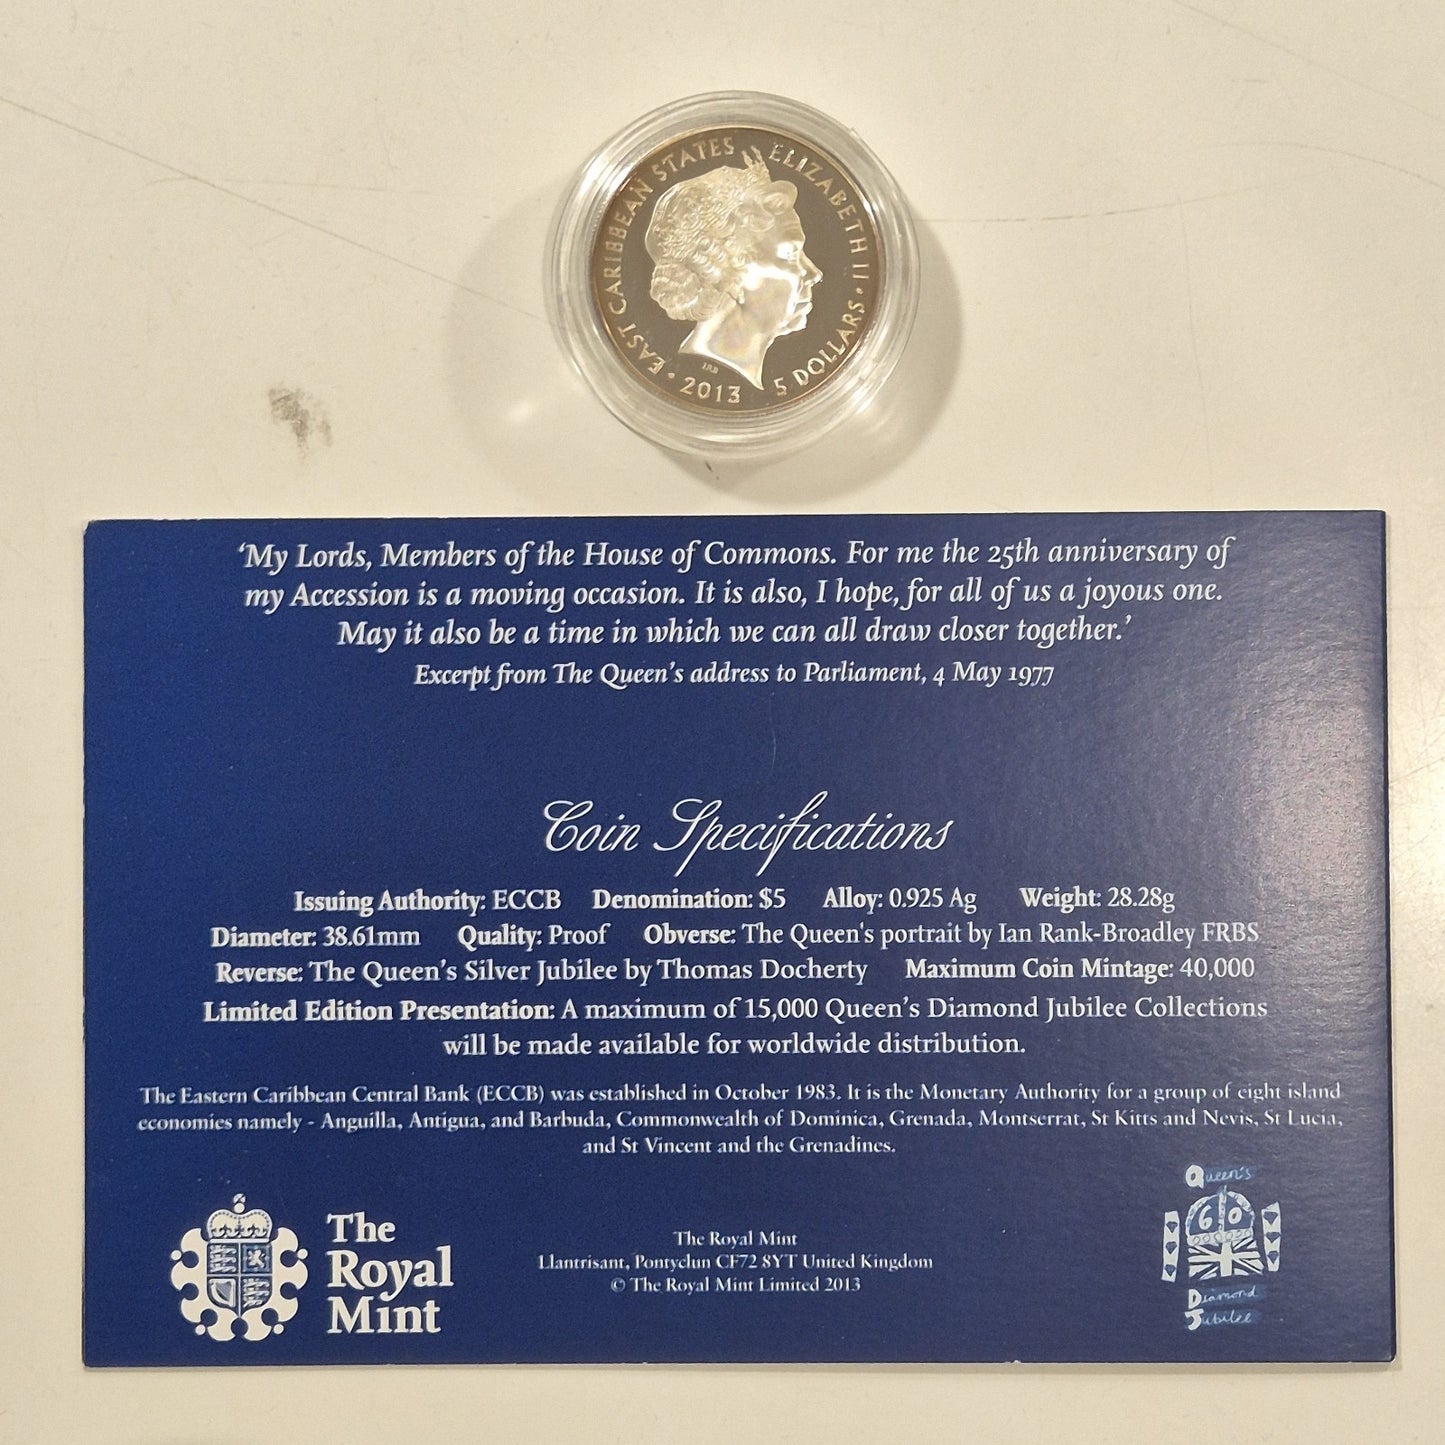 EAST CARIBBEAN STATES ELIZABETH II • 5 DOLLARS
• 2013
IRB
‘My Lords, Members of the House of Commons. For me the 25th anniversary of
my Accession is a moving occasion. It is also, I hope, for all of us a joyous one.
May it also be a time in which we can all draw closer together.’
Excerpt from The Queen’s address to Parliament, 4 May 1977
Coin Specifications
Issuing Authority: ECCB Denomination: $5 Alloy: 0.925 Ag Weight: 28.28g
Diameter: 38.61mm Quality: Proof Obverse: The Queen's portrait by Ian Rank-Broadley FRBS
Reverse: The Queen’s Silver Jubilee by Thomas Docherty Maximum Coin Mintage: 40,000
Limited Edition Presentation: A maximum of 15,000 Queen’s Diamond Jubilee Collections
will be made available for worldwide distribution.
The Eastern Caribbean Central Bank (ECCB) was established in October 1983. It is the Monetary Authority for a group of eight island
economies namely - Anguilla, Antigua, and Barbuda, Commonwealth of Dominica, Grenada, Montserrat, St Kitts and Nevis, St Lucia,
and St Vincent and the Grenadines.
The
Royal
Mint
The Royal Mint
Llantrisant, Pontyclun CF72 8YT United Kingdom
© The Royal Mint Limited 2013
Queen's
60
Diamond
Jubilee